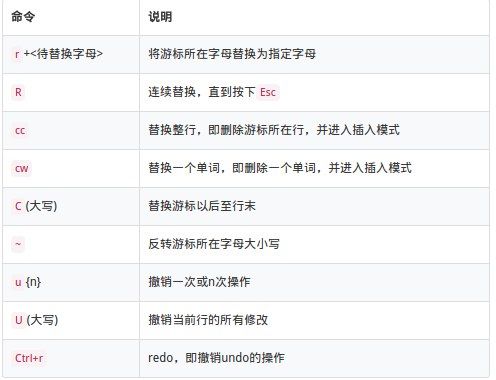 命令 说明
r +<待替换字母> 将游标所在字母替换为指定字母
R 连续替换，直到按下 Esc
cc 替换整行，即删除游标所在行，并进入插入模式
cw 替换一个单词，即删除一个单词，并进入插入模式
C (大写) 替换游标以后至行末
~ 反转游标所在字母大小写
u {n} 撤销一次或n次操作
U (大写) 撤销当前行的所有修改
Ctrl+r redo，即撤销undo的操作